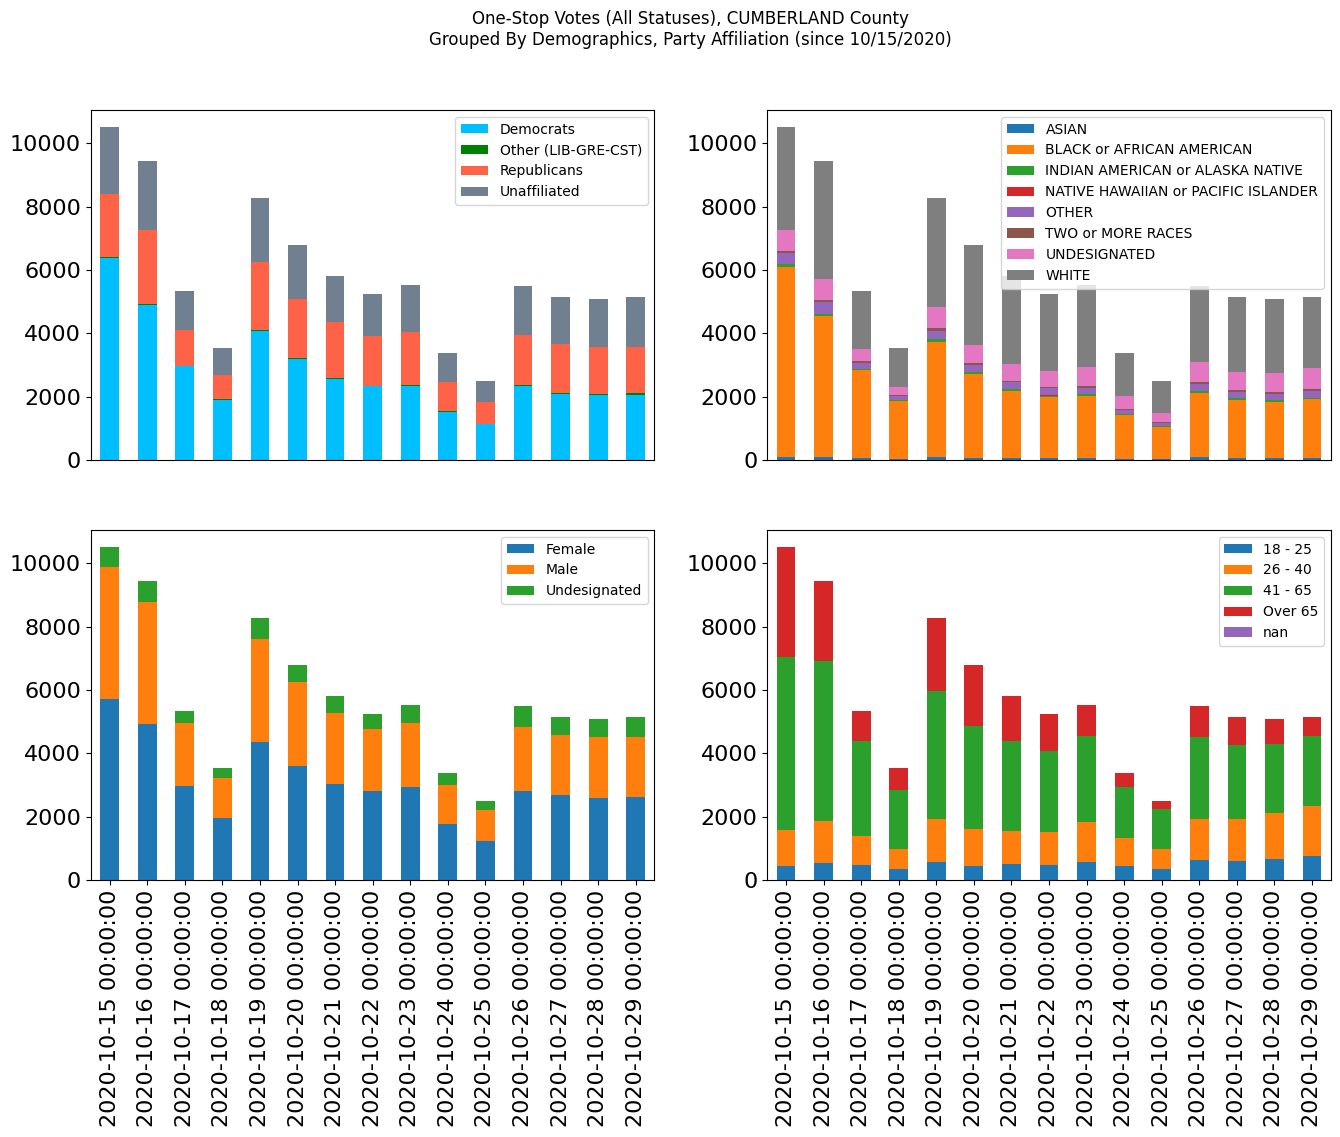 One-Stop Votes (All Statuses), CUMBERLAND County
Grouped By Demographics, Party Affiliation (since 10/15/2020)
10000
8000
6000
4000
2000
0
Democrats
Other (LIB-GRE-CST)
Republicans
Unaffiliated
10000
8000
6000
4000
2000
0
ASIAN
BLACK or AFRICAN AMERICAN
INDIAN AMERICAN or ALASKA NATIVE
NATIVE HAWAIIAN or PACIFIC ISLANDER
OTHER
TWO or MORE RACES
UNDESIGNATED
WHITE
10000
8000
6000
4000
2000
0
Female
Male
Undesignated
2020-10-15 00:00:00
2020-10-16 00:00:00
2020-10-17 00:00:00
2020-10-18 00:00:00
2020-10-19 00:00:00
2020-10-20 00:00:00
2020-10-21 00:00:00
2020-10-22 00:00:00
2020-10-23 00:00:00
2020-10-24 00:00:00
2020-10-25 00:00:00
2020-10-26 00:00:00
2020-10-27 00:00:00
2020-10-28 00:00:00
2020-10-29 00:00:00
10000
8000
6000
4000
2000
0
18 - 25
26 - 40
41 - 65
Over 65
nan
2020-10-15 00:00:00
2020-10-16 00:00:00
2020-10-17 00:00:00
2020-10-18 00:00:00
2020-10-19 00:00:00
2020-10-20 00:00:00
2020-10-21 00:00:00
2020-10-22 00:00:00
2020-10-23 00:00:00
2020-10-24 00:00:00
2020-10-25 00:00:00
2020-10-26 00:00:00
2020-10-27 00:00:00
2020-10-28 00:00:00
2020-10-29 00:00:00